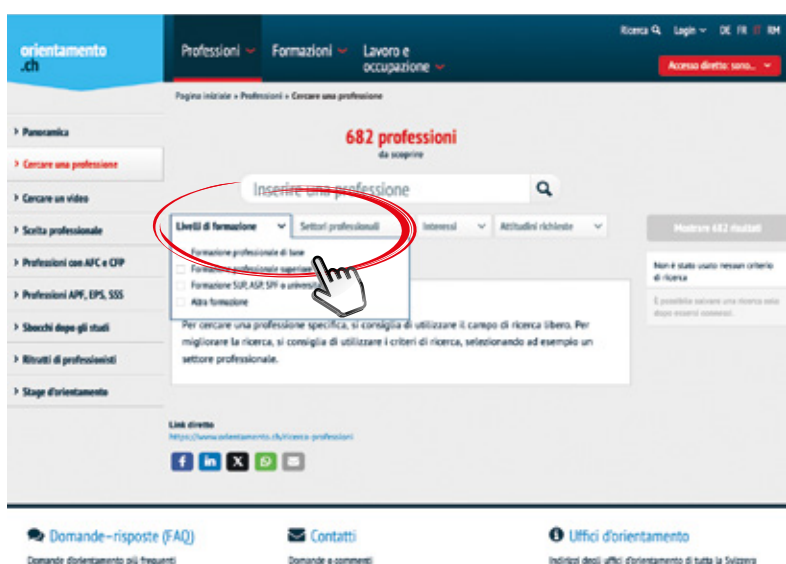 orientamento
.ch
Professioni
Formazioni
Lavoro e
occupazione
Ricerca
Login
DE FR IT RM
Accesso diretto: sono...
Pagina iniziale » Professioni » Cercare una professione
> Panoramica
> Cercare una professione
> Cercare un video
> Scelta professionale
> Professioni con AFC e CFP
> Professioni APF, EPS, SSS
> Sbocchi dopo gli studi
> Ritratti di professionisti
> Stage d'orientamento
682 professioni
da scoprire
Inserire una professione
Livelli di formazione
Settori professionali
Interessi
Attitudini richieste
Mostrare 682 risultati
Formazione professionale di base
Formazione professionale superiore
Formazione SUP, ASP, SPF o università
Altra formazione
Non è stato usato nessun criterio
di ricerca
È possibile salvare una ricerca solo
dopo essersi connessi.
Per cercare una professione specifica, si consiglia di utilizzare il campo di ricerca libero. Per
migliorare la ricerca, si consiglia di utilizzare i criteri di ricerca, selezionando ad esempio un
settore professionale.
Link diretto
https://www.orientamento.ch/ricerca-professioni
Domande-risposte (FAQ)
Domande d'orientamento più frequenti
Contatti
Domande e commenti
Uffici d'orientamento
Indirizzi degli uffici d'orientamento di tutta la Svizzera